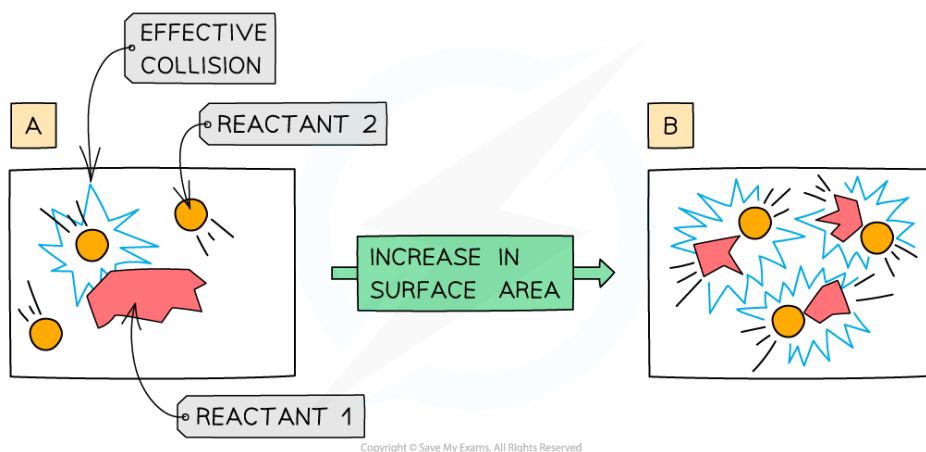 EFFECTIVE
COLLISION
A
REACTANT 2
B
INCREASE IN
SURFACE AREA
REACTANT 1
Copyright © Save My Exams. All Rights Reserved